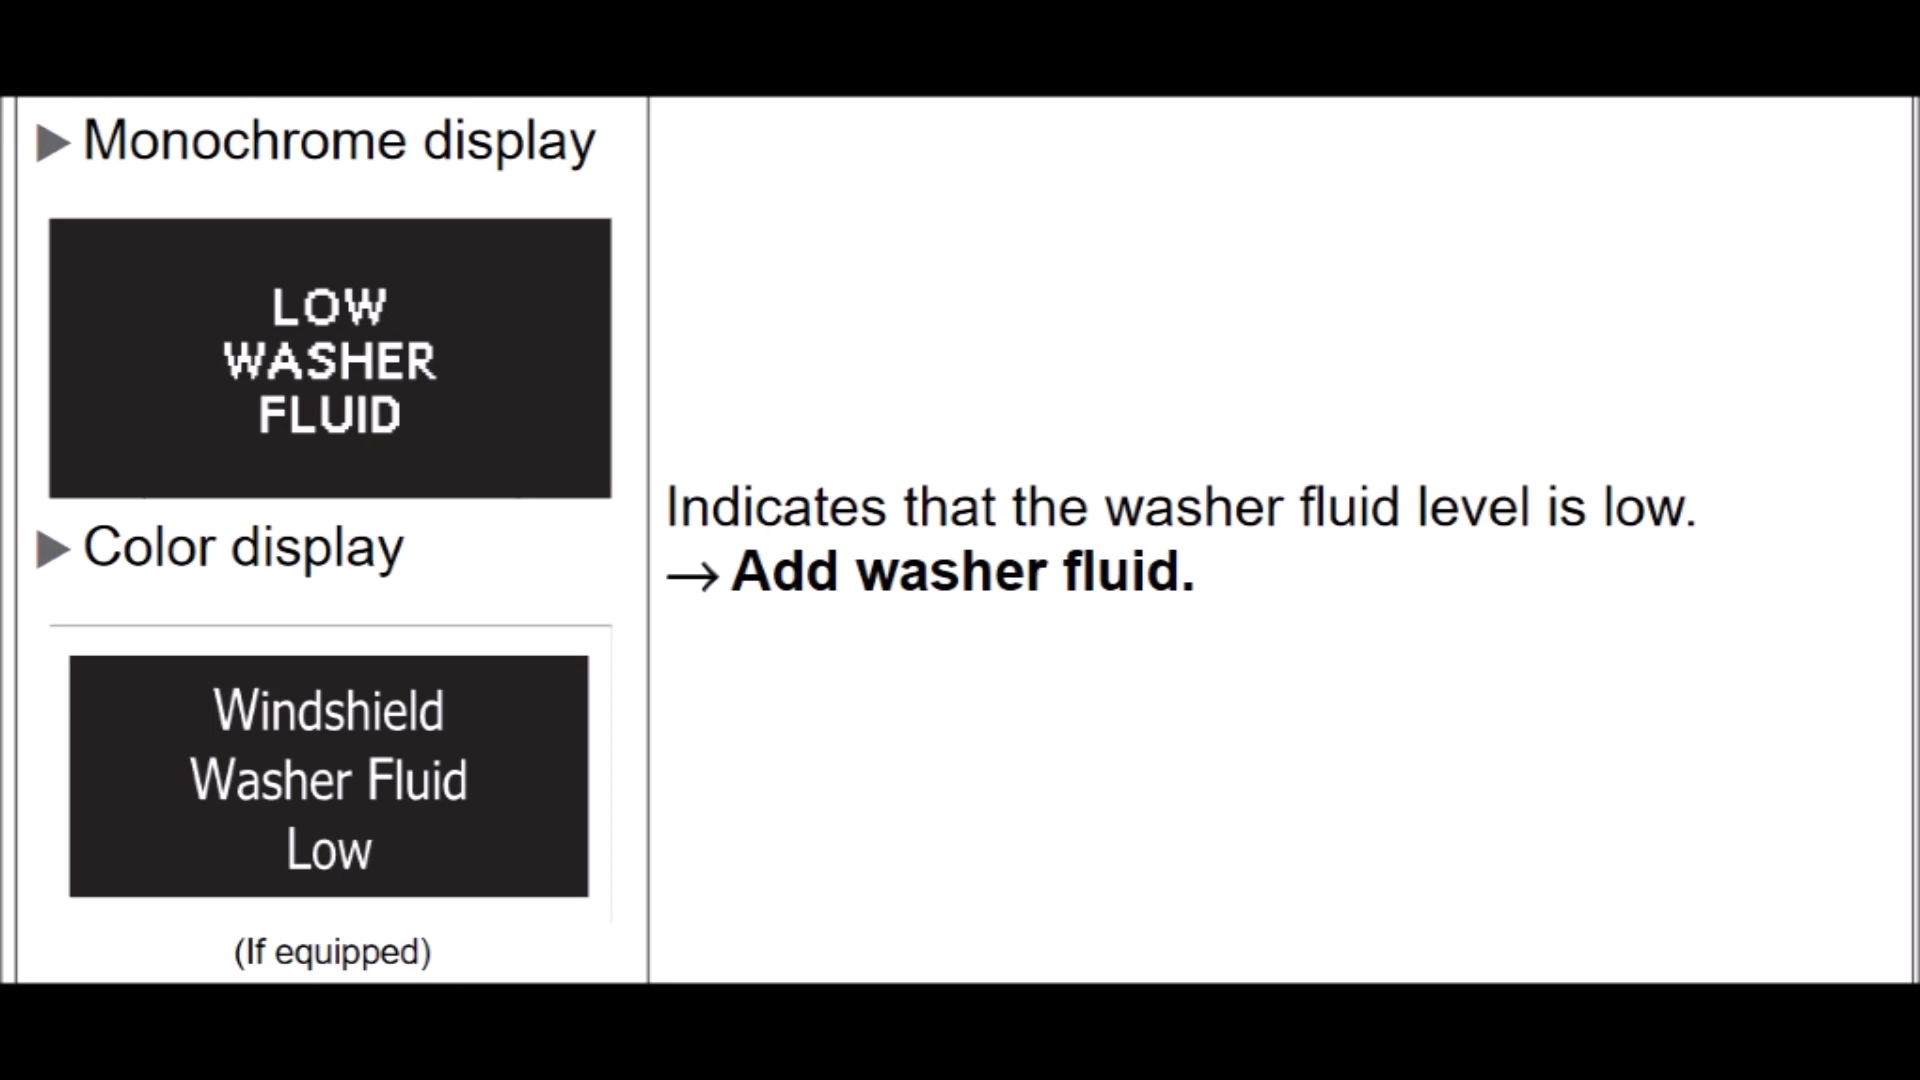 Monochrome display
LOW
WASHER
FLUID
Color display
Windshield
Washer Fluid
Low
(If equipped)
Indicates that the washer fluid level is low.
→ Add washer fluid.